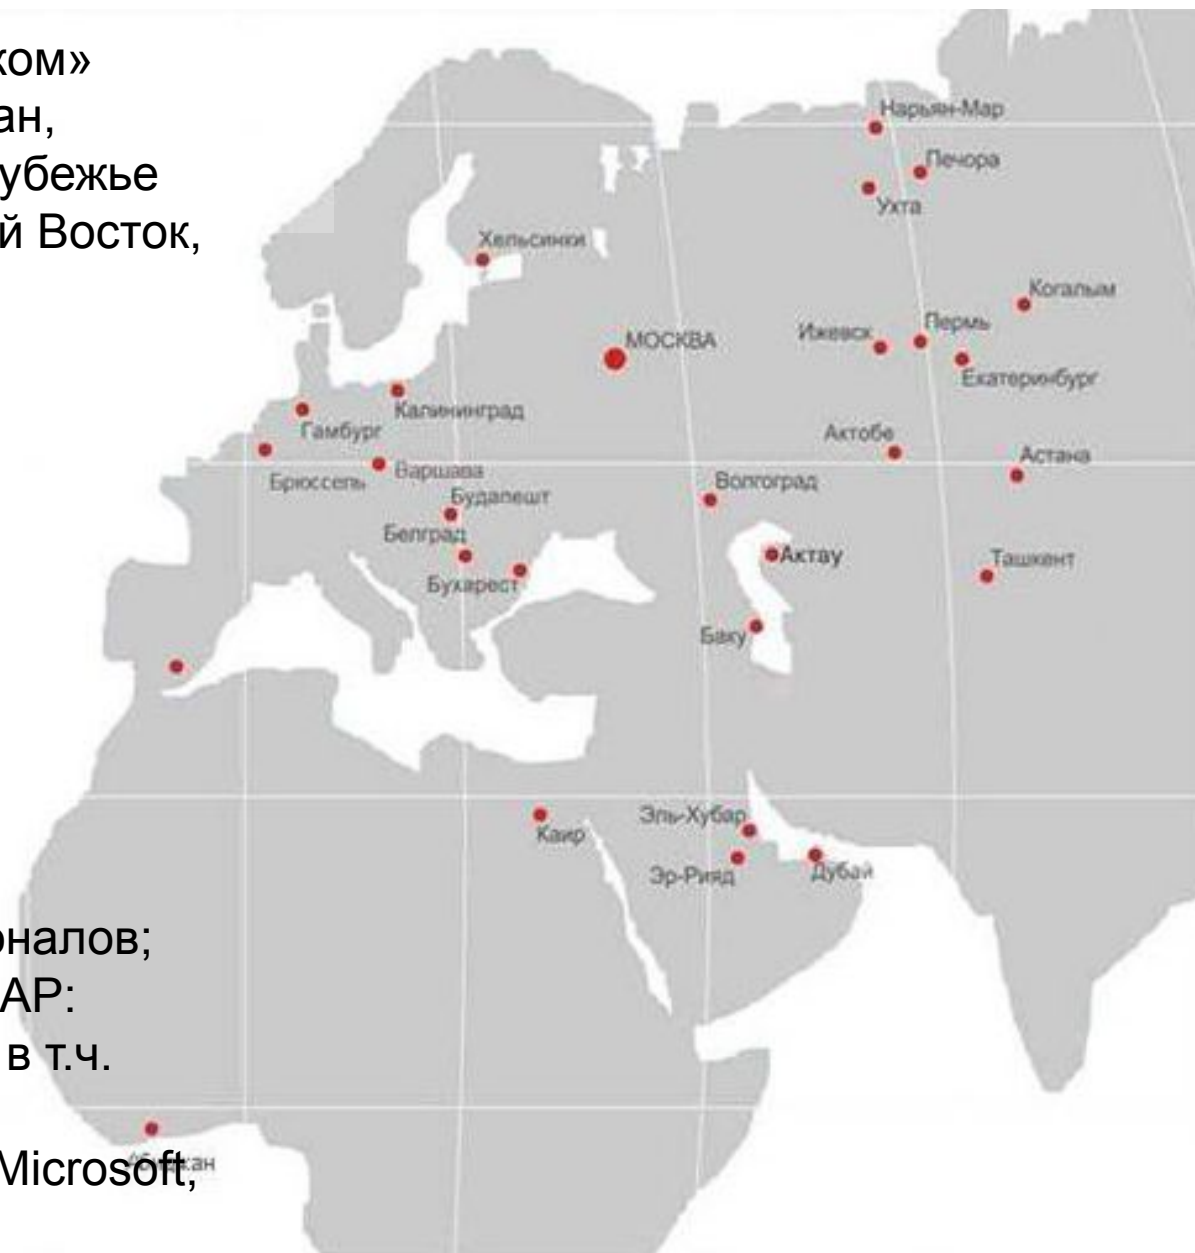 ком»
ан,
убежье
й Восток,
Нарьян-Мар
Печора
Ухта
Хельсинки
Когалым
МОСКВА
Ижевск
Пермь
Екатеринбург
Калининград
Гамбург
Актобе
Астана
Брюссель
Варшава
Волгоград
Будапешт
Белград
Актау
Ташкент
Бухарест
Баку
Эль-Хубар
Каир
Эр-Рияд
Дубай
оналов;
АР:
в т.ч.
Абиджан
Microsoft,